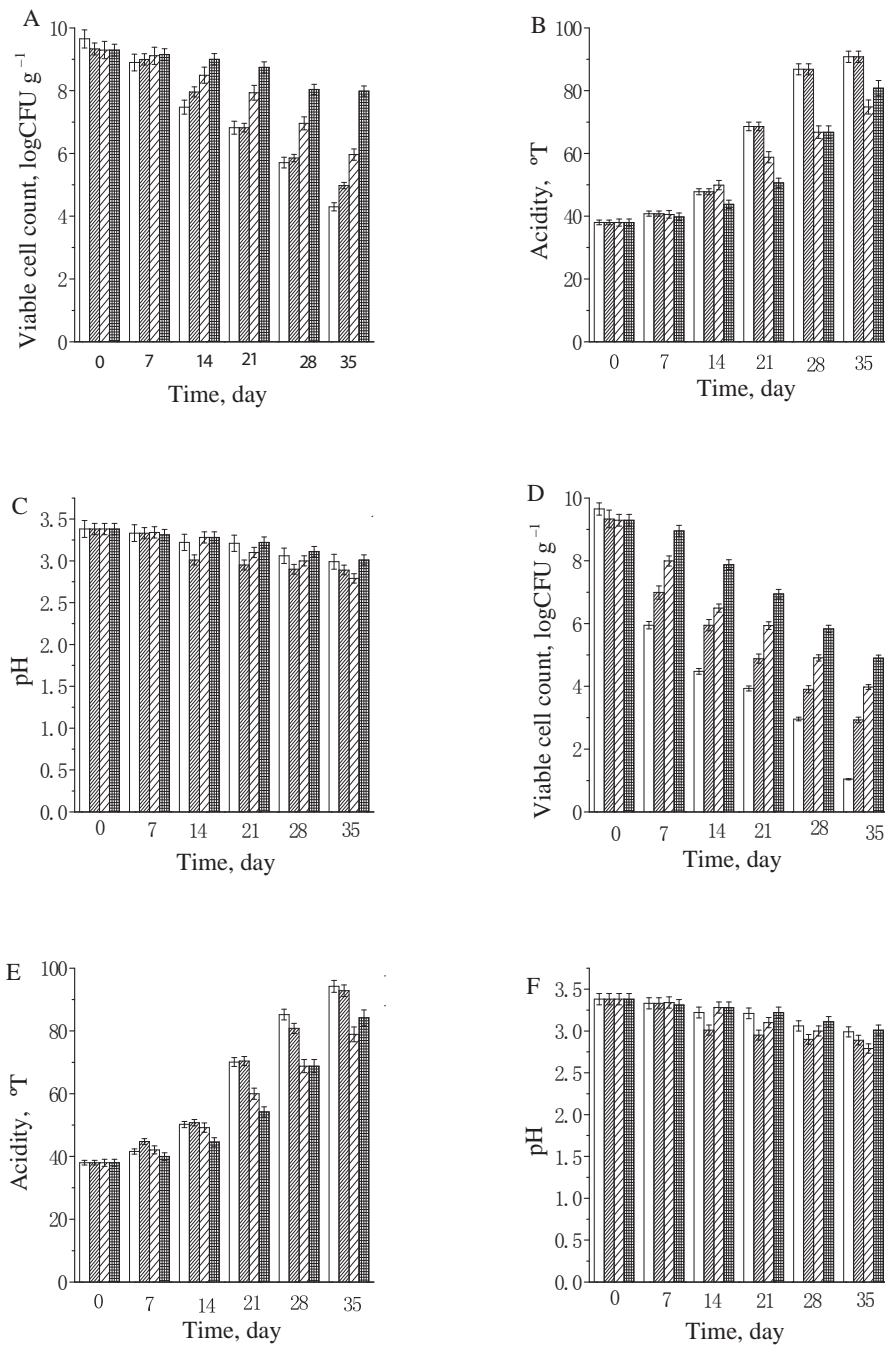 A
Viable cell count, logCFU g⁻¹
10
8
6
4
2
0
0 7 14 21 28 35
Time, day
B
Acidity, ºT
100
80
60
40
20
0
0 7 14 21 28 35
Time, day
C
pH
3.5
3.0
2.5
2.0
1.5
1.0
0.5
0.0
0 7 14 21 28 35
Time, day
D
Viable cell count, logCFU g⁻¹
10
8
6
4
2
0
0 7 14 21 28 35
Time, day
E
Acidity, ºT
100
80
60
40
20
0
0 7 14 21 28 35
Time, day
F
pH
3.5
3.0
2.5
2.0
1.5
1.0
0.5
0.0
0 7 14 21 28 35
Time, day